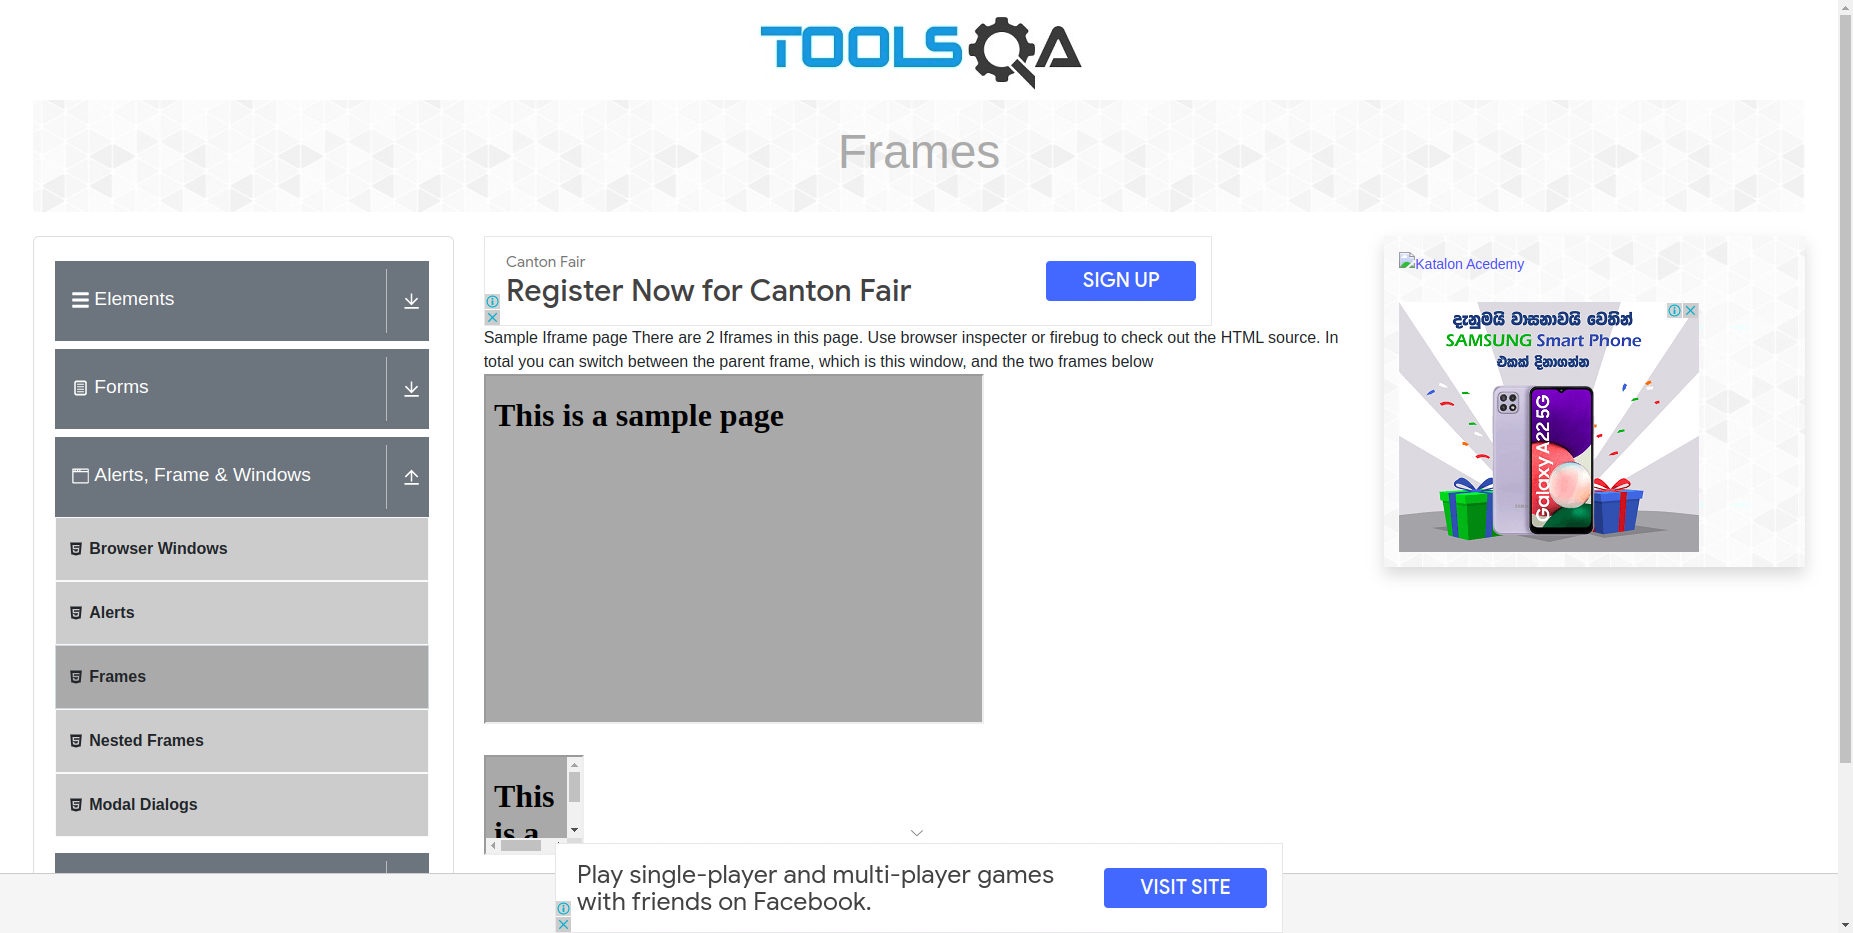 TOOLSQA
Frames
Elements
Forms
Alerts, Frame & Windows
Browser Windows
Alerts
Frames
Nested Frames
Modal Dialogs
Canton Fair
Register Now for Canton Fair
SIGN UP
Sample Iframe page There are 2 Iframes in this page. Use browser inspecter or firebug to check out the HTML source. In
total you can switch between the parent frame, which is this window, and the two frames below
This is a sample page
This
is a
Katalon Acedemy
දැනුමයි වාසනාවයි වෙතින්
SAMSUNG Smart Phone
එකක් දිනාගන්න
Galaxy A22 5G
Play single-player and multi-player games
with friends on Facebook.
VISIT SITE